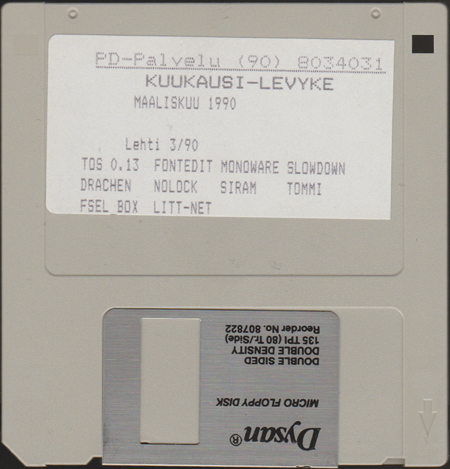 PD-Palvelu (90) 8034031
KUUKAUSI-LEVYKE
MAALISKUU 1990
Lehti 3/90
TOS 0.13 FONTEDIT MONOWARE SLOWDOWN
DRACHEN NOLOCK SIRAM TOMMI
FSEL_BOX LITT-NET
Dysan®
MICRO FLOPPY DISK
DOUBLE SIDED
DOUBLE DENSITY
135 TPI (80 Tr/Side)
Reorder No. 807822